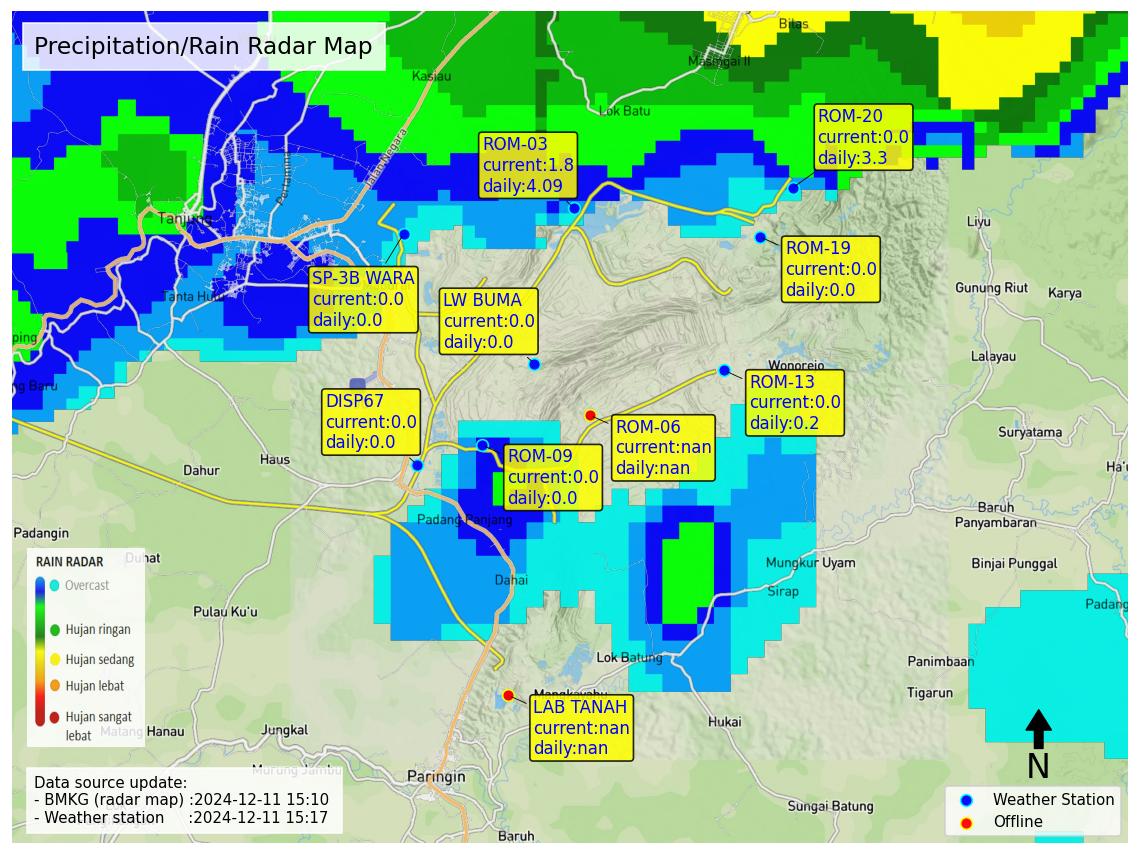 Precipitation/Rain Radar Map
Bilas
Masingai II
Kasiau
Lok Batu
Jalan Negara
Tanjung
Tanta Hulu
ping
ng Baru
ROM-03
current:1.8
daily:4.09
ROM-20
current:0.0
daily:3.3
ROM-19
current:0.0
daily:0.0
SP-3B WARA
current:0.0
daily:0.0
LW BUMA
current:0.0
daily:0.0
Liyu
Gunung Riut
Karya
Lalayau
Wonorejo
ROM-13
current:0.0
daily:0.2
DISP67
current:0.0
daily:0.0
ROM-06
current:nan
daily:nan
ROM-09
current:0.0
daily:0.0
Suryatama
Ha'u
Haus
Dahur
Baruh
Panyambaran
Padang Panjang
Padangin
Duhat
Binjai Punggal
Mungkur Uyam
Sirap
Dahai
Padang
Pulau Ku'u
RAIN RADAR
Overcast
Hujan ringan
Hujan sedang
Hujan lebat
Hujan sangat
lebat
Lok Batung
Panimbaan
Tigarun
Mangkayahu
LAB TANAH
current:nan
daily:nan
Hukai
Matang Hanau
Jungkal
Murung Jambu
Paringin
Sungai Batung
Baruh
N
Data source update:
- BMKG (radar map) :2024-12-11 15:10
- Weather station :2024-12-11 15:17
Weather Station
Offline